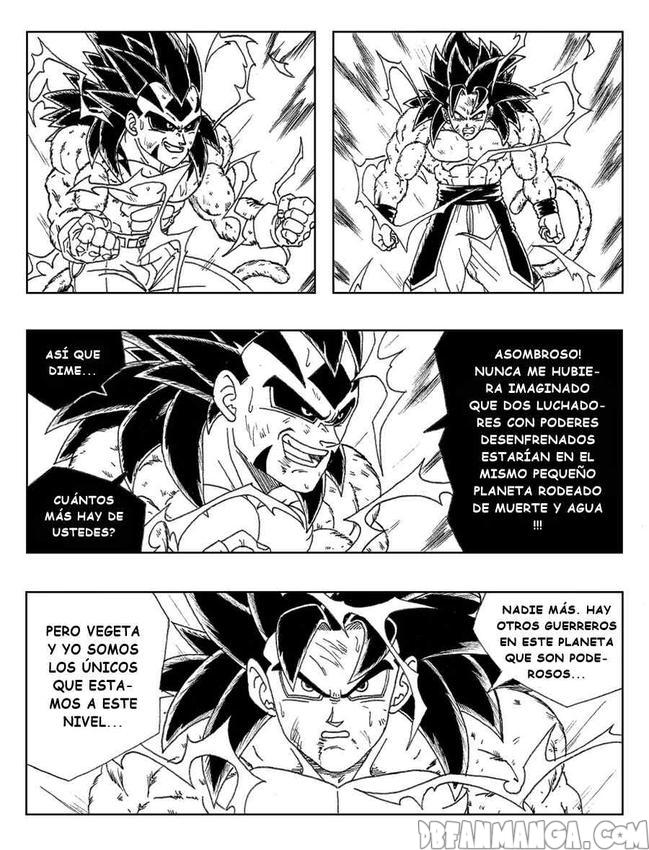 ASOMBROSO!
NUNCA ME HUBIE-
RA IMAGINADO
QUE DOS LUCHADO-
RES CON PODERES
DESENFRENADOS
ESTARÍAN EN EL
MISMO PEQUEÑO
PLANETA RODEADO
DE MUERTE Y AGUA
!!!
ASÍ QUE
DIME...
CUÁNTOS
MÁS HAY DE
USTEDES?
NADIE MÁS. HAY
OTROS GUERREROS
EN ESTE PLANETA
QUE SON PODE-
ROSOS...
PERO VEGETA
Y YO SOMOS
LOS ÚNICOS
QUE ESTA-
MOS A ESTE
NIVEL...
DBFANMANGA.COM